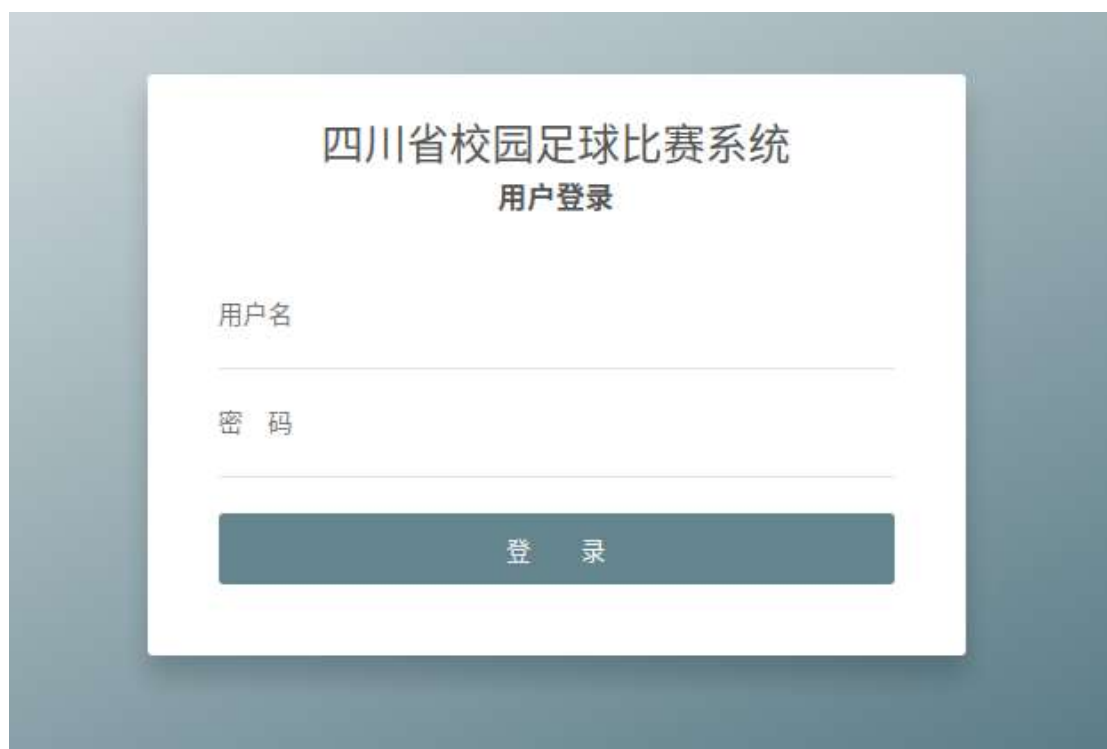 四川省校园足球比赛系统
用户登录
用户名
密 码
登 录